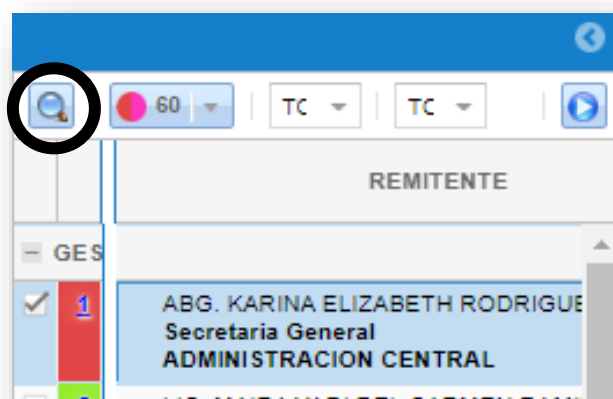 60 TC TC
REMITENTE
GES
1 ABG. KARINA ELIZABETH RODRIGUE
Secretaria General
ADMINISTRACION CENTRAL